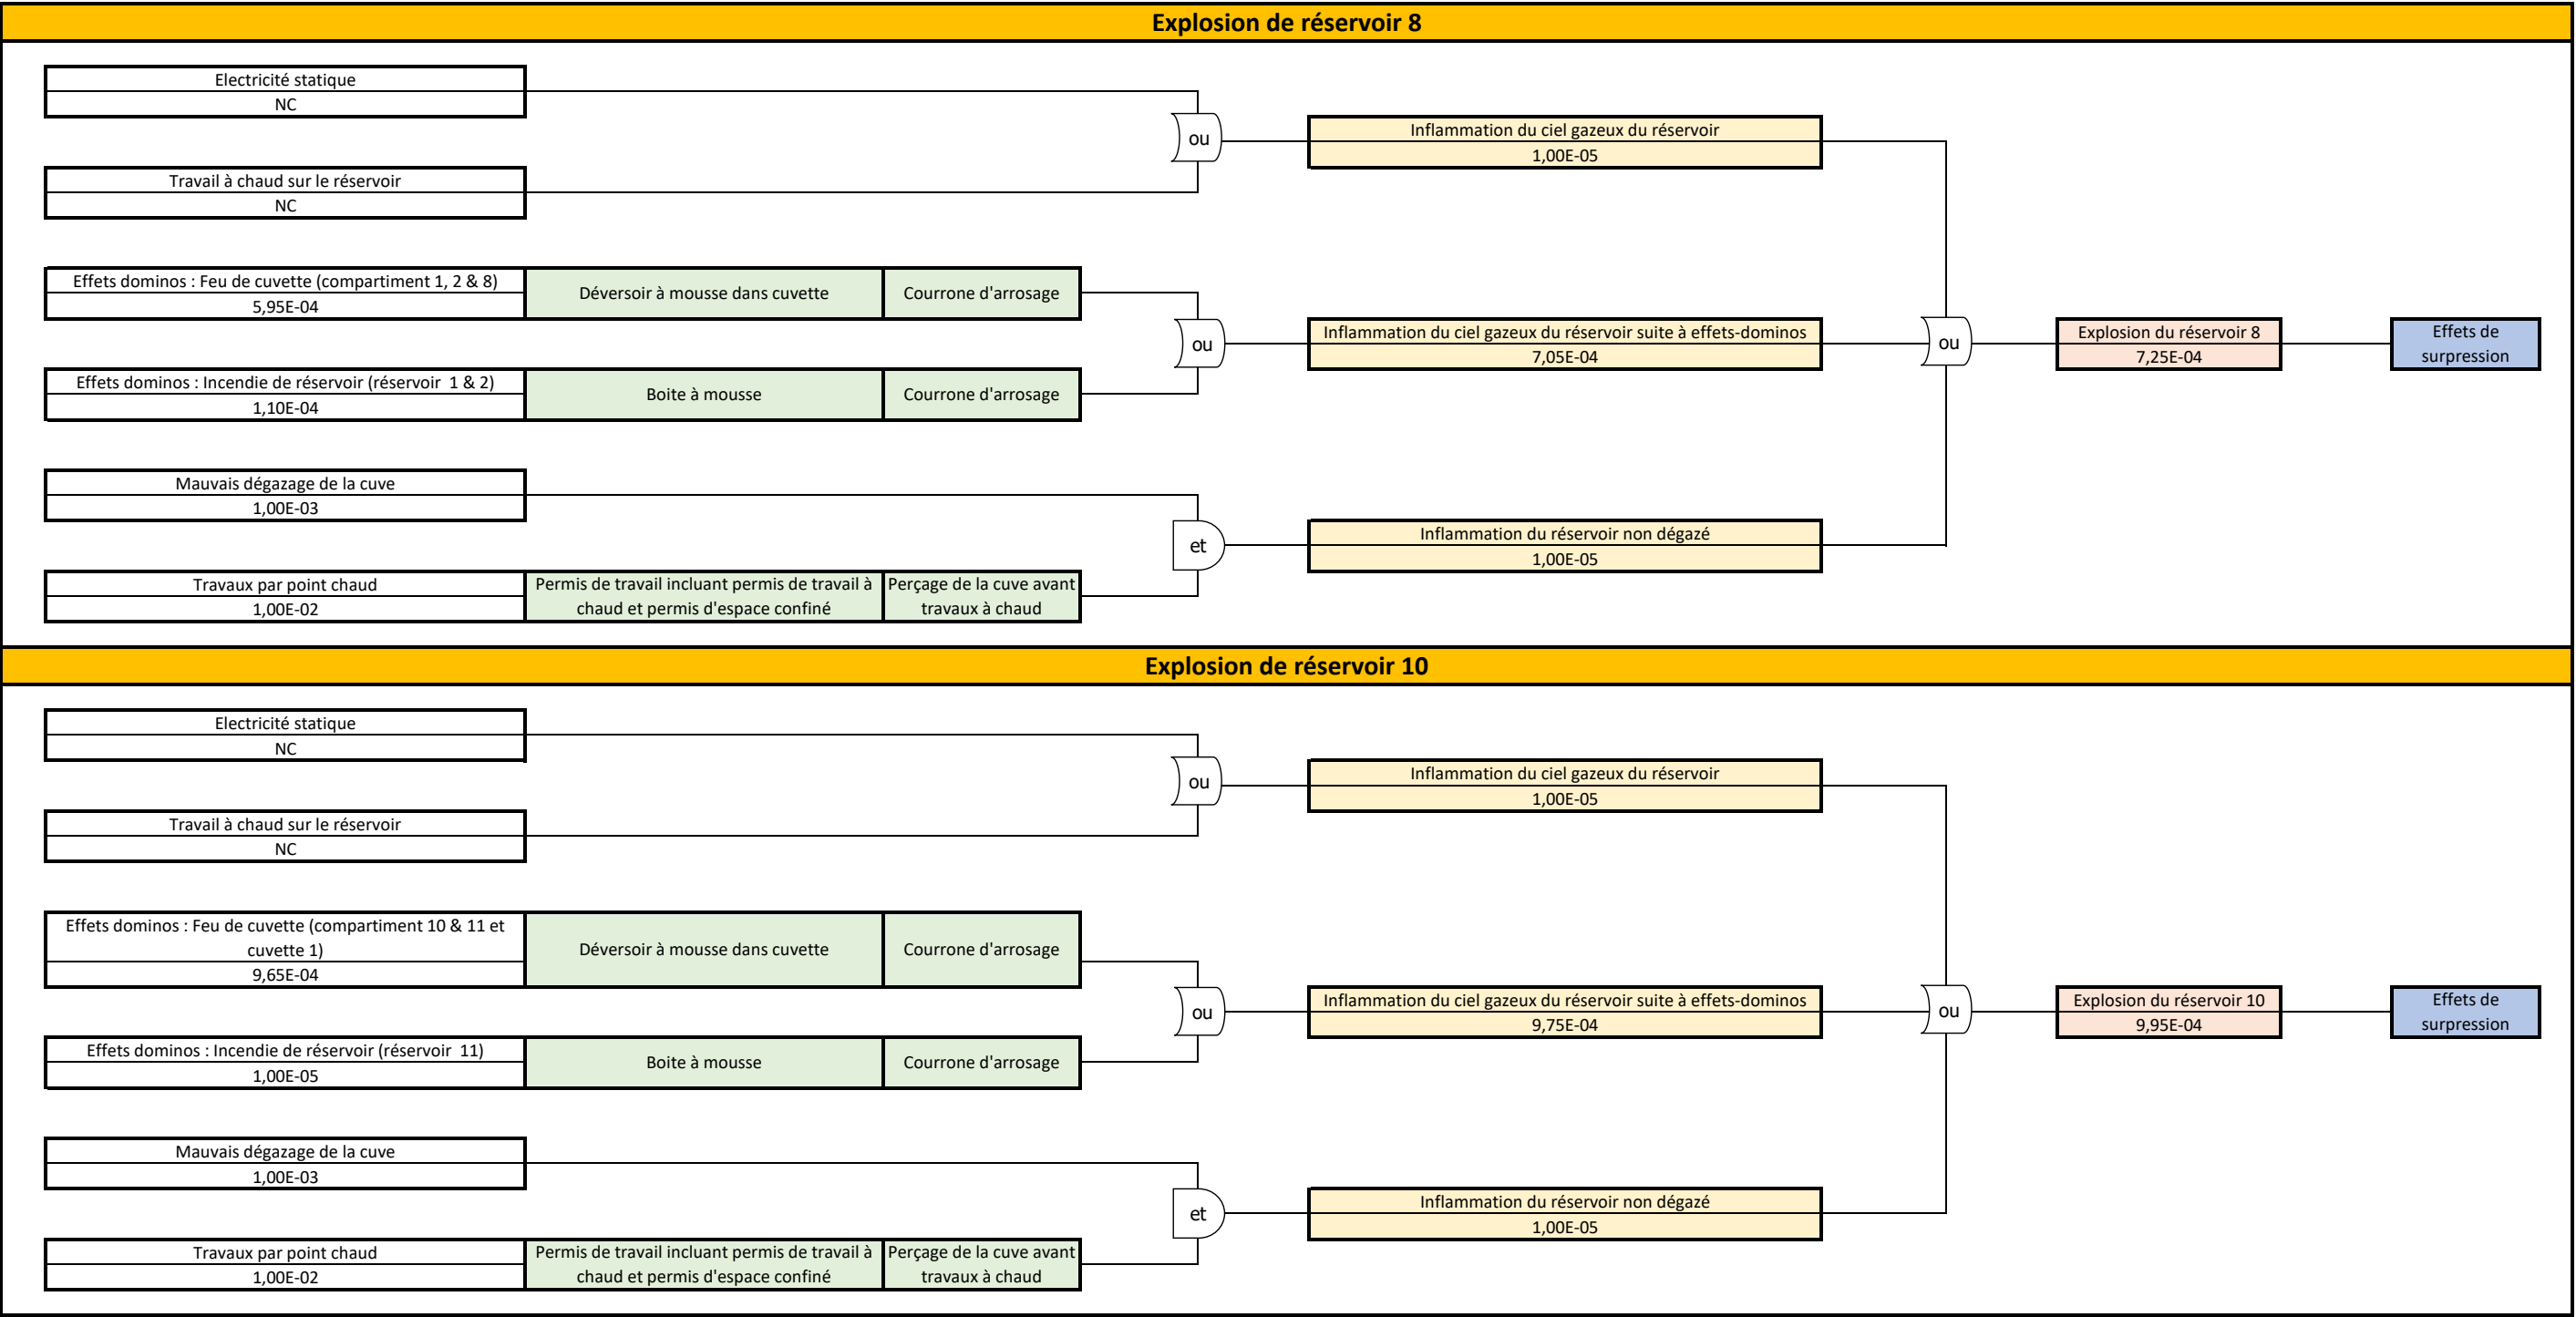 Explosion de réservoir 8
Electricité statique
NC
ou
Inflammation du ciel gazeux du réservoir
1,00E-05
Travail à chaud sur le réservoir
NC
Effets dominos : Feu de cuvette (compartiment 1, 2 & 8)
5,95E-04
Déversoir à mousse dans cuvette
Courrone d'arrosage
ou
Inflammation du ciel gazeux du réservoir suite à effets-dominos
7,05E-04
ou
Explosion du réservoir 8
7,25E-04
Effets de
surpression
Effets dominos : Incendie de réservoir (réservoir  1 & 2)
1,10E-04
Boite à mousse
Courrone d'arrosage
Mauvais dégazage de la cuve
1,00E-03
et
Inflammation du réservoir non dégazé
1,00E-05
Travaux par point chaud
1,00E-02
Permis de travail incluant permis de travail à
chaud et permis d'espace confiné
Perçage de la cuve avant
travaux à chaud
Explosion de réservoir 10
Electricité statique
NC
ou
Inflammation du ciel gazeux du réservoir
1,00E-05
Travail à chaud sur le réservoir
NC
Effets dominos : Feu de cuvette (compartiment 10 & 11 et
cuvette 1)
9,65E-04
Déversoir à mousse dans cuvette
Courrone d'arrosage
ou
Inflammation du ciel gazeux du réservoir suite à effets-dominos
9,75E-04
ou
Explosion du réservoir 10
9,95E-04
Effets de
surpression
Effets dominos : Incendie de réservoir (réservoir  11)
1,00E-05
Boite à mousse
Courrone d'arrosage
Mauvais dégazage de la cuve
1,00E-03
et
Inflammation du réservoir non dégazé
1,00E-05
Travaux par point chaud
1,00E-02
Permis de travail incluant permis de travail à
chaud et permis d'espace confiné
Perçage de la cuve avant
travaux à chaud